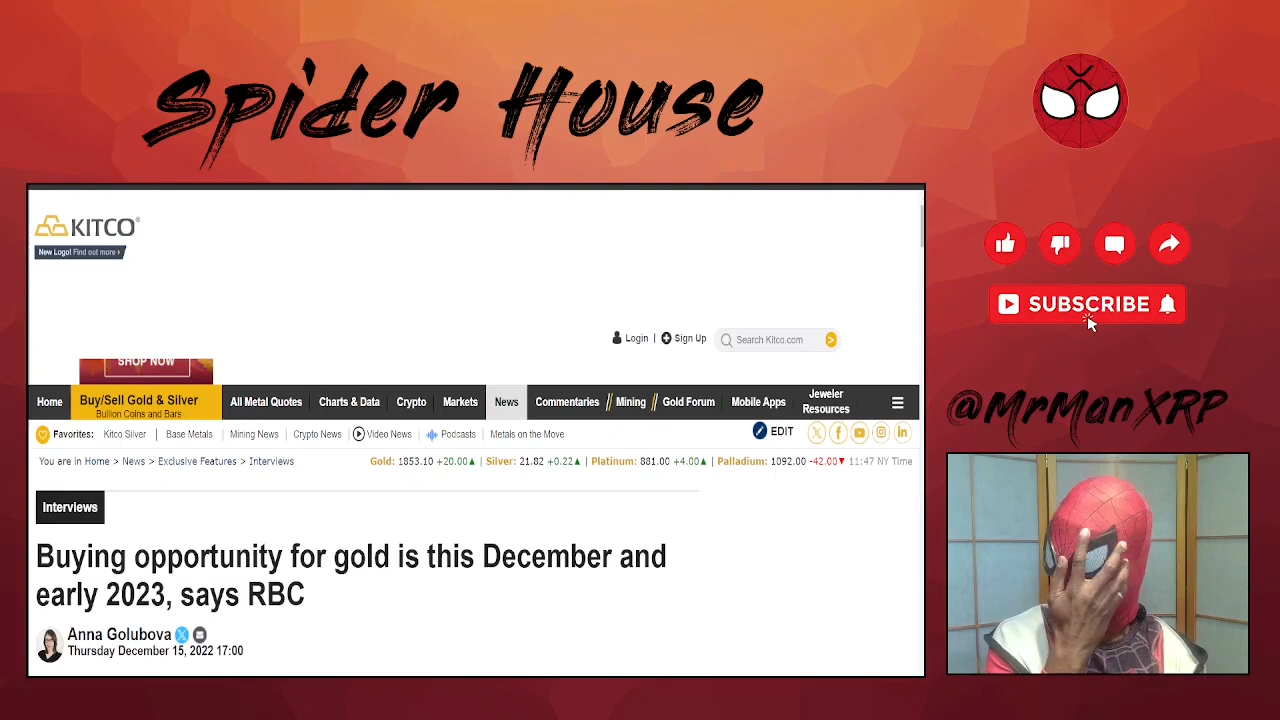 Spider House
KITCO®
New Logo! Find out more ›
Login | Sign Up Search Kitco.com
SHOP NOW
Home Buy/Sell Gold & Silver All Metal Quotes Charts & Data Crypto Markets News Commentaries Mining Gold Forum Mobile Apps Jeweler
Bullion Coins and Bars Resources
Favorites: Kitco Silver | Base Metals | Mining News | Crypto News | Video News | Podcasts | Metals on the Move EDIT
You are in Home > News > Exclusive Features > Interviews Gold: 1853.10 +20.00▲ | Silver: 21.82 +0.22▲ | Platinum: 881.00 +4.00▲ | Palladium: 1092.00 -42.00▼ 11:47 NY Time
Interviews
Buying opportunity for gold is this December and
early 2023, says RBC
Anna Golubova
Thursday December 15, 2022 17:00
SUBSCRIBE
@MrManXRP